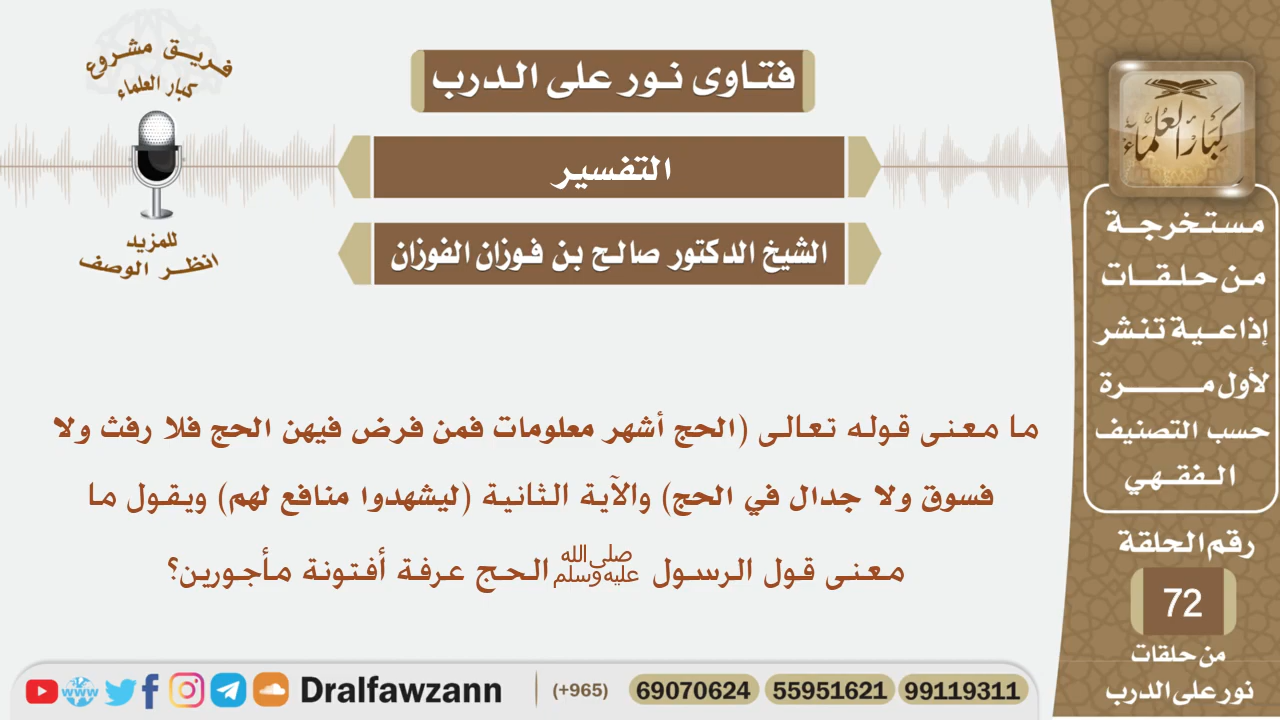 فريق مشروع
كبار العلماء
للمزيد
انظر الوصف
فتاوى نور على الدرب
التفسير
الشيخ الدكتور صالح بن فوزان الفوزان
ما معنى قوله تعالى (الحج أشهر معلومات فمن فرض فيهن الحج فلا رفث ولا
فسوق ولا جدال في الحج) والآية الثانية (ليشهدوا منافع لهم) ويقول ما
معنى قول الرسول ﷺ الحج عرفة أفتونة مأجورين؟
كبار العلماء
مستخرجة
من حلقات
إذاعية تنشر
لأول مرة
حسب التصنيف
الفقهي
رقم الحلقة
72
من حلقات
نور على الدرب
www Dralfawzann (+965) 69070624 55951621 99119311